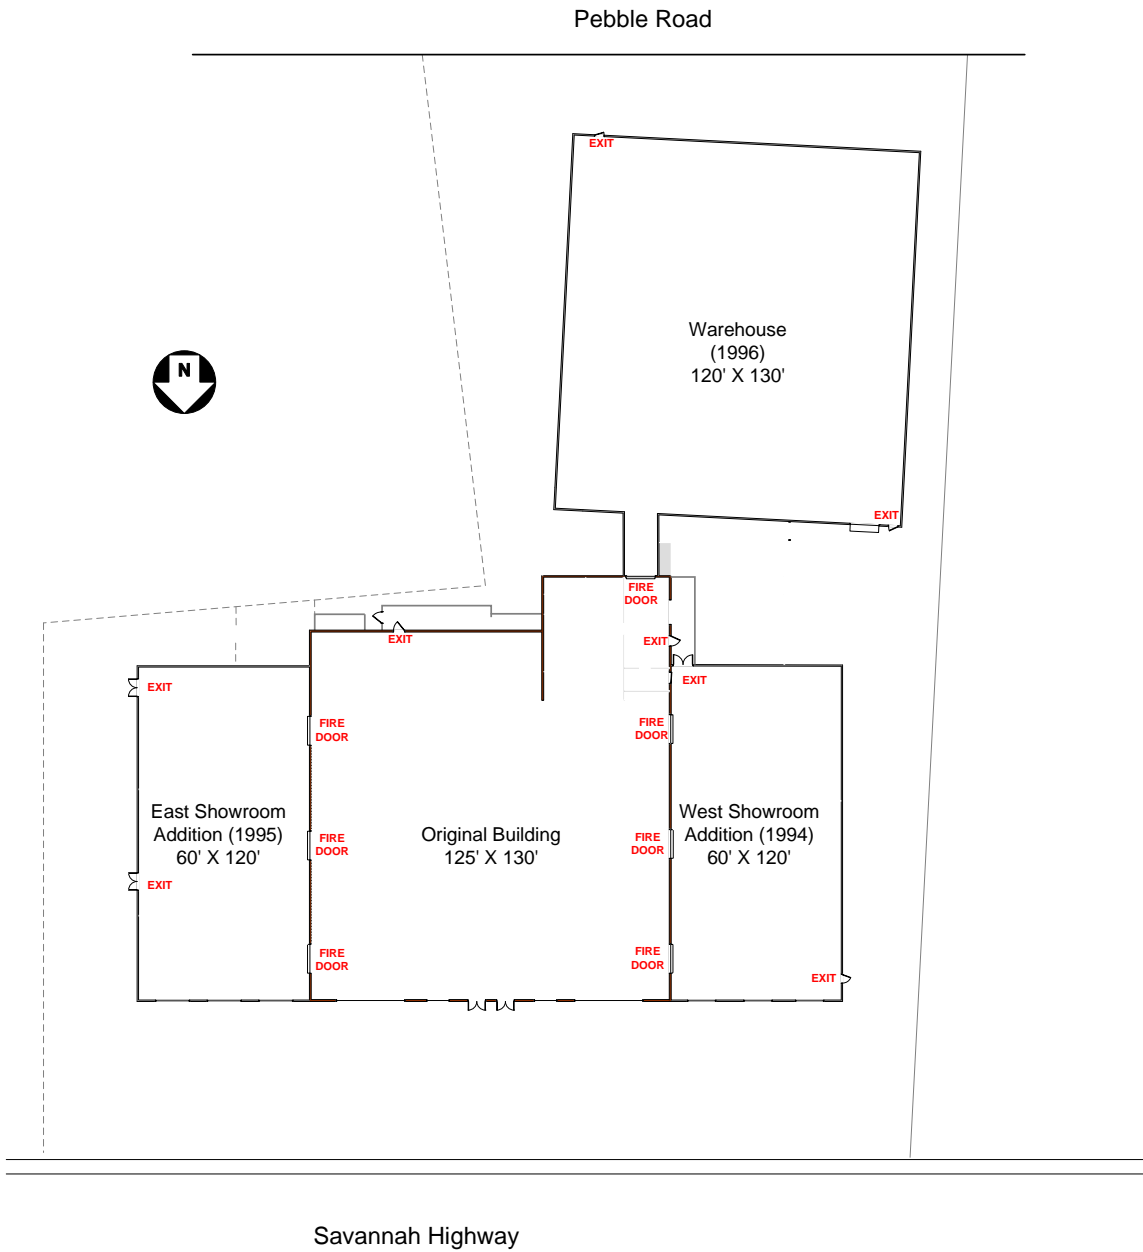 Pebble Road
EXIT
Warehouse
(1996)
120' X 130'
N
EXIT
FIRE
DOOR
EXIT
EXIT
EXIT
EXIT
FIRE
DOOR
FIRE
DOOR
East Showroom
Addition (1995)
60' X 120'
FIRE
DOOR
Original Building
125' X 130'
FIRE
DOOR
West Showroom
Addition (1994)
60' X 120'
EXIT
FIRE
DOOR
FIRE
DOOR
EXIT
Savannah Highway